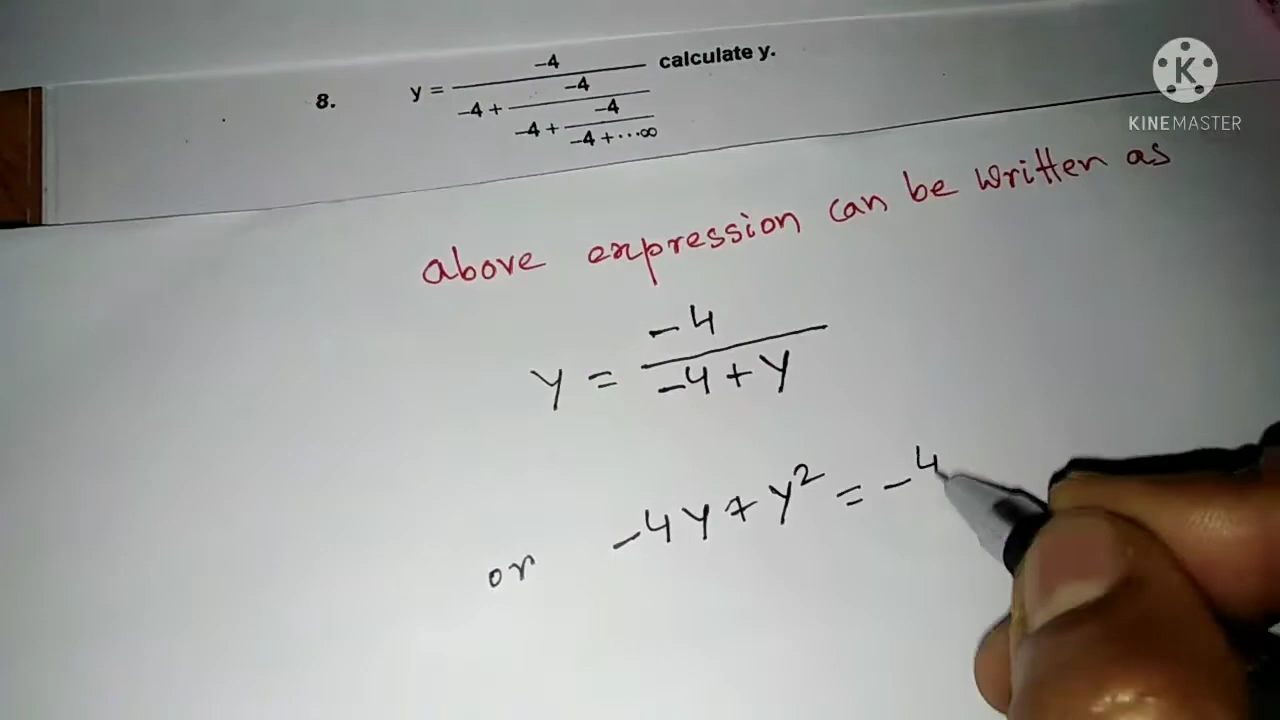 8. y = -4 / -4 + -4 / -4 + -4 / -4 + ⋯∞ calculate y.
KINEMASTER
above expression can be written as
y = -4 / -4 + y
or -4y + y² = -4